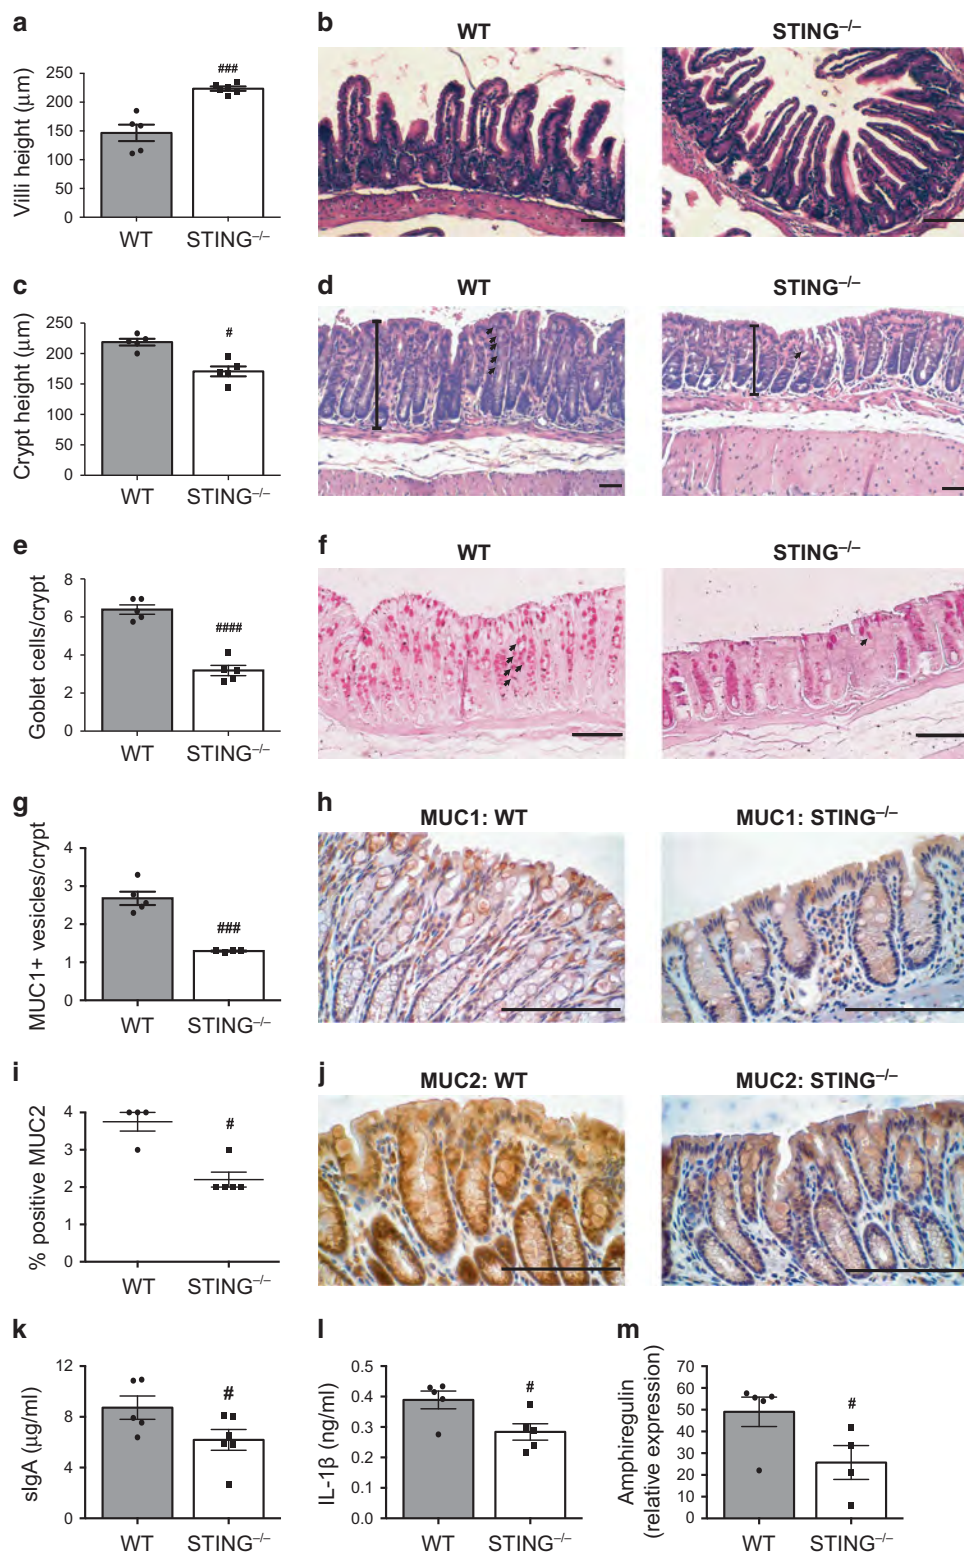 a
Villi height (μm)
250
200
150
100
50
0
###
WT
STING–/–
b
WT
STING–/–
c
Crypt height (μm)
250
200
150
100
50
0
#
WT
STING–/–
d
WT
STING–/–
e
Goblet cells/crypt
8
6
4
2
0
####
WT
STING–/–
f
WT
STING–/–
g
MUC1+ vesicles/crypt
4
3
2
1
0
###
WT
STING–/–
h
MUC1: WT
MUC1: STING–/–
i
% positive MUC2
4
3
2
1
0
#
WT
STING–/–
j
MUC2: WT
MUC2: STING–/–
k
sIgA (μg/ml)
12
8
4
0
#
WT
STING–/–
l
IL-1β (ng/ml)
0.5
0.4
0.3
0.2
0.1
0.0
#
WT
STING–/–
m
Amphiregulin
(relative expression)
70
60
50
40
30
20
10
0
#
WT
STING–/–